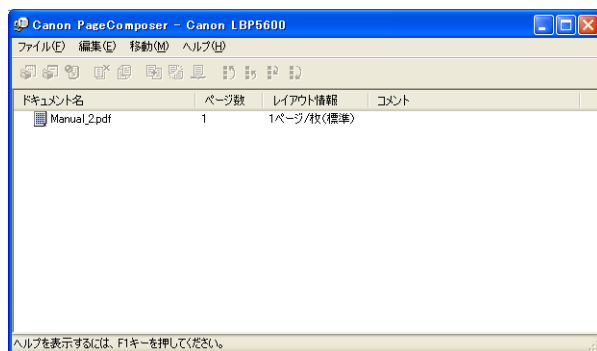 Canon PageComposer - Canon LBP5600
ファイル(F) 編集(E) 移動(M) ヘルプ(H)
ドキュメント名 ページ数 レイアウト情報 コメント
Manual_2.pdf 1 1ページ/枚(標準)
ヘルプを表示するには、F1キーを押してください。